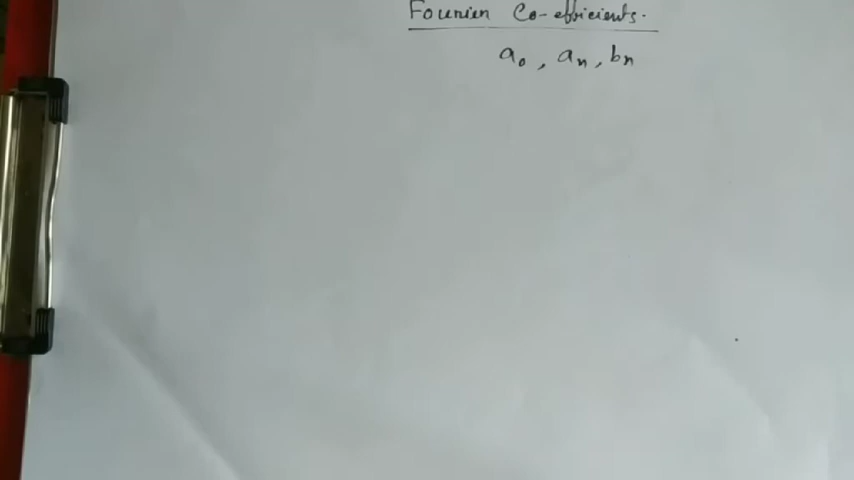 Fourier Co-efficients.
a₀, aₙ, bₙ